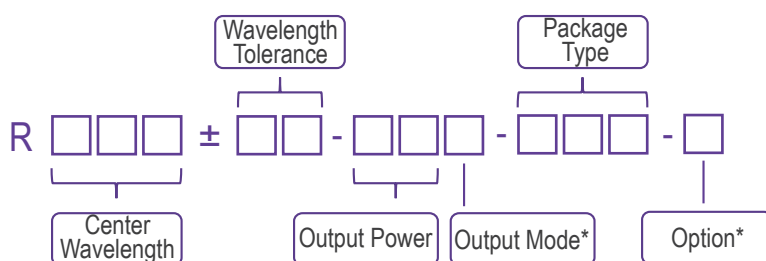 Wavelength
Tolerance
Package
Type
R ± - - -
Center
Wavelength
Output Power
Output Mode*
Option*